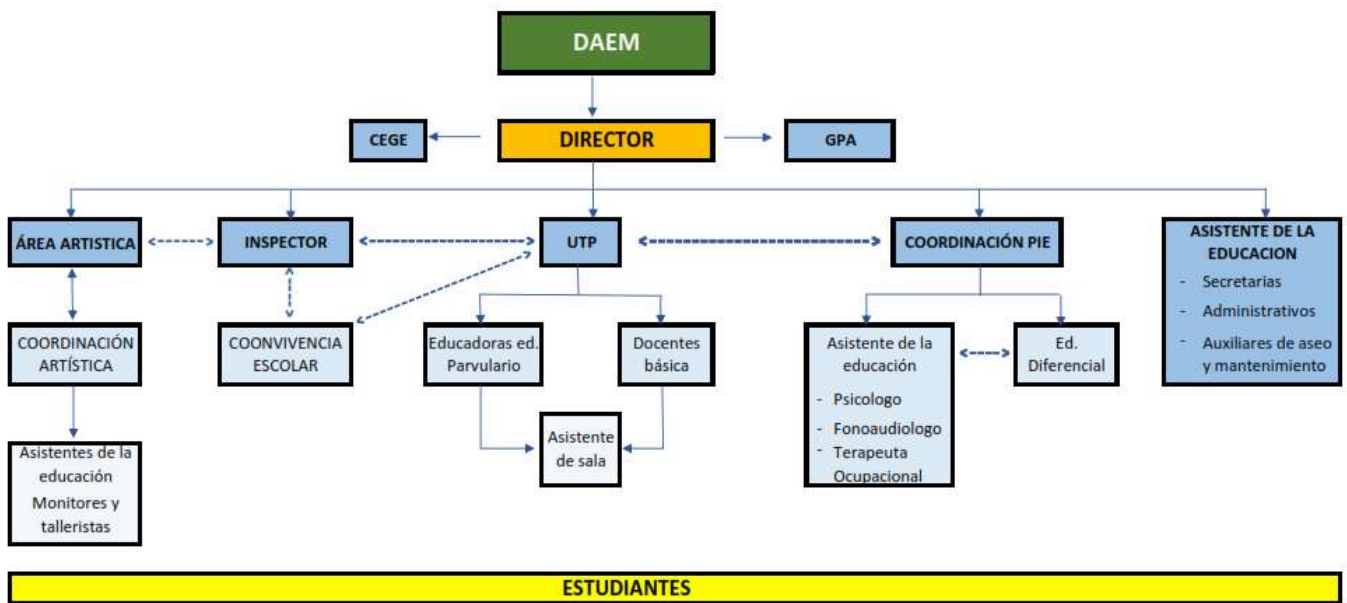 DAEM
CEGE
DIRECTOR
GPA
ÁREA ARTISTICA
INSPECTOR
UTP
COORDINACIÓN PIE
ASISTENTE DE LA
EDUCACION
- Secretarias
- Administrativos
- Auxiliares de aseo
y mantenimiento
COORDINACIÓN
ARTÍSTICA
COONVIVENCIA
ESCOLAR
Educadoras ed.
Parvulario
Docentes
básica
Asistente de la
educación
- Psicologo
- Fonoaudiologo
- Terapeuta
Ocupacional
Ed.
Diferencial
Asistente
de sala
Asistentes de la
educación
Monitores y
talleristas
ESTUDIANTES